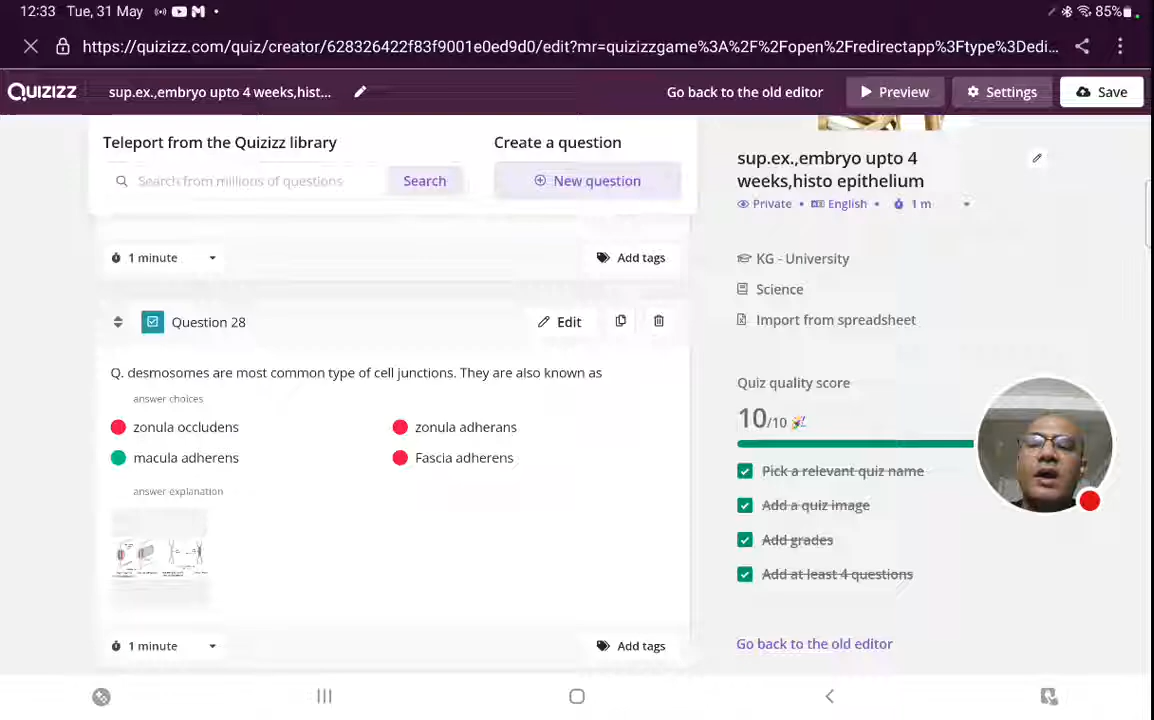 12:33 Tue, 31 May 85%
https://quizizz.com/quiz/creator/628326422f83f9001e0ed9d0/edit?mr=quizizzgame%3A%2F%2Fopen%2Fredirectapp%3Ftype%3Dedi...
QUIZIZZ sup.ex.,embryo upto 4 weeks,hist... Go back to the old editor Preview Settings Save
Teleport from the Quizizz library Create a question
Search from millions of questions Search New question
1 minute Add tags
Question 28 Edit
Q. desmosomes are most common type of cell junctions. They are also known as
answer choices
zonula occludens zonula adherans
macula adherens Fascia adherens
answer explanation
1 minute Add tags
sup.ex.,embryo upto 4
weeks,histo epithelium
Private • English • 1 m
KG - University
Science
Import from spreadsheet
Quiz quality score
10/10
Pick a relevant quiz name
Add a quiz image
Add grades
Add at least 4 questions
Go back to the old editor